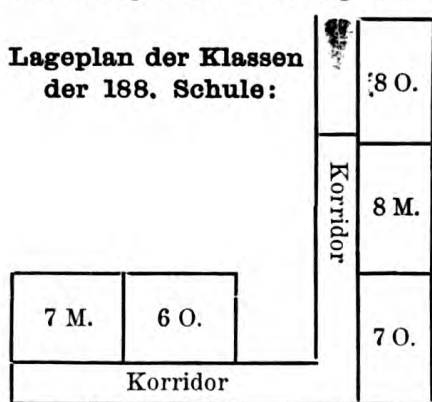 Lageplan der Klassen
der 188. Schule:
8 O.
Korridor
8 M.
7 M.
6 O.
7 O.
Korridor